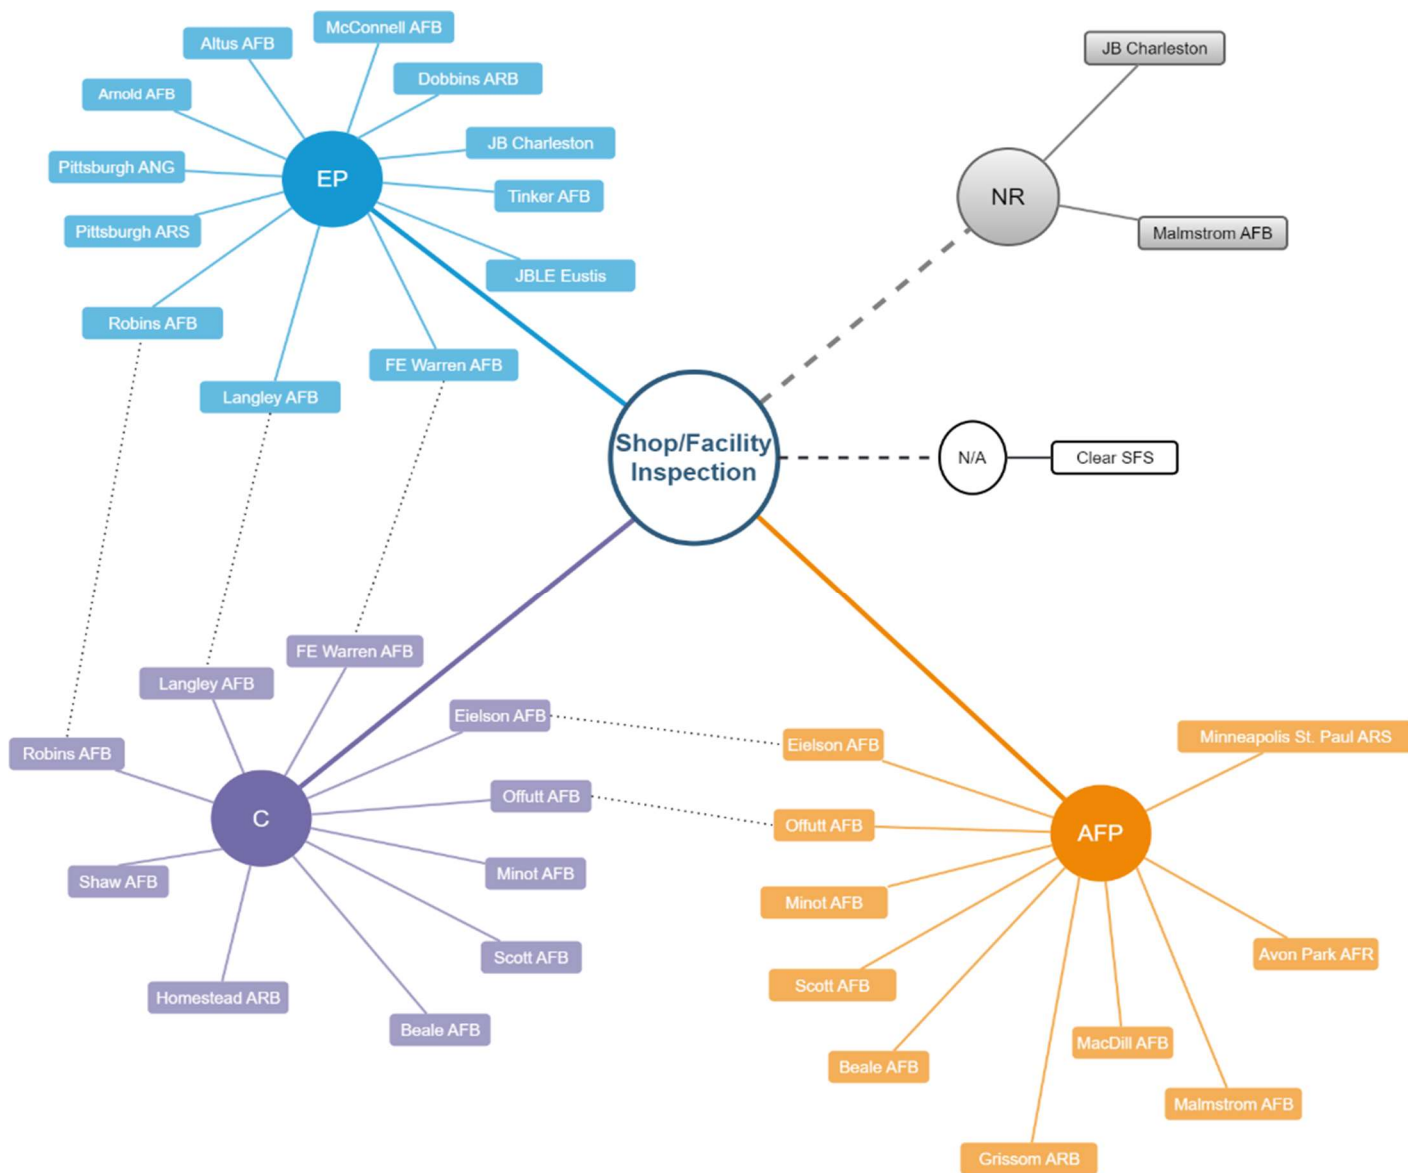 McConnell AFB
Altus AFB
Dobbins ARB
Arnold AFB
JB Charleston
Pittsburgh ANG
EP
Tinker AFB
Pittsburgh ARS
JBLE Eustis
Robins AFB
FE Warren AFB
Langley AFB
JB Charleston
NR
Malmstrom AFB
Shop/Facility
Inspection
N/A
Clear SFS
FE Warren AFB
Langley AFB
Eielson AFB
Robins AFB
Offutt AFB
C
Minot AFB
Shaw AFB
Scott AFB
Homestead ARB
Beale AFB
Minneapolis St. Paul ARS
Eielson AFB
Offutt AFB
AFP
Minot AFB
Avon Park AFR
Scott AFB
MacDill AFB
Beale AFB
Malmstrom AFB
Grissom ARB